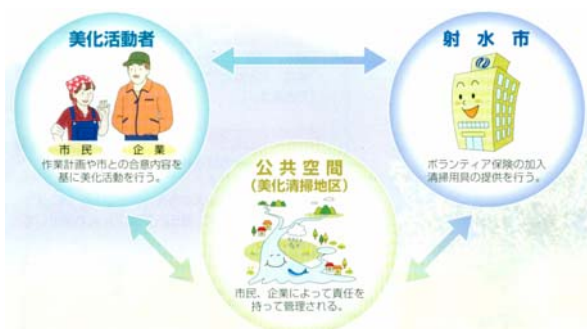 美化活動者
市民 企業
作業計画や市との合意内容を
基に美化活動を行う。
射水市
ボランティア保険の加入
清掃用具の提供を行う。
公共空間
(美化清掃地区)
市民、企業によって責任を
持って管理される。